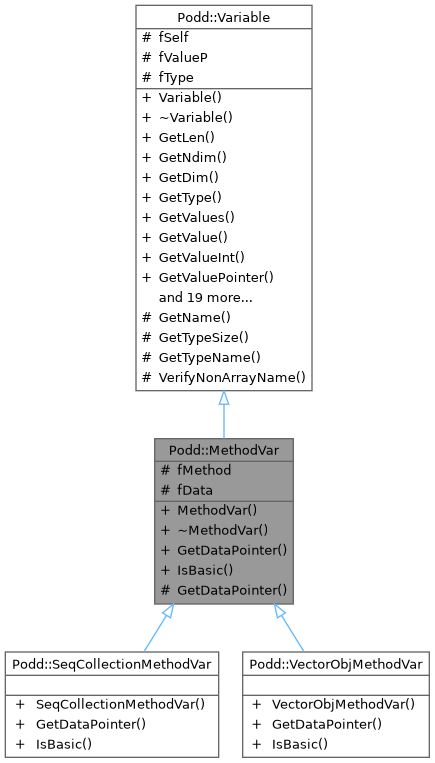 Podd::Variable
# fSelf
# fValueP
# fType
+ Variable()
+ ~Variable()
+ GetLen()
+ GetNdim()
+ GetDim()
+ GetType()
+ GetValues()
+ GetValue()
+ GetValueInt()
+ GetValuePointer()
and 19 more...
# GetName()
# GetTypeSize()
# GetTypeName()
# VerifyNonArrayName()
Podd::MethodVar
# fMethod
# fData
+ MethodVar()
+ ~MethodVar()
+ GetDataPointer()
+ IsBasic()
# GetDataPointer()
Podd::SeqCollectionMethodVar
+ SeqCollectionMethodVar()
+ GetDataPointer()
+ IsBasic()
Podd::VectorObjMethodVar
+ VectorObjMethodVar()
+ GetDataPointer()
+ IsBasic()